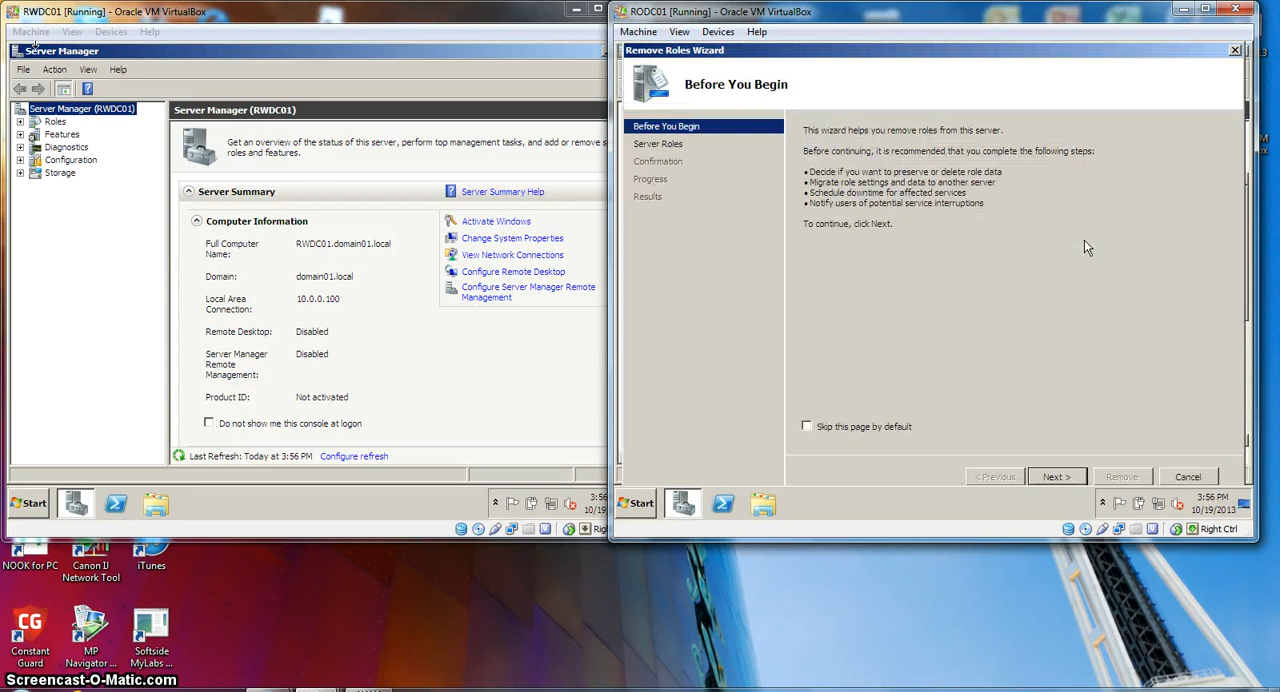 RWDC01 [Running] - Oracle VM VirtualBox
Machine View Devices Help
Server Manager
File Action View Help
Server Manager (RWDC01)
Roles
Features
Diagnostics
Configuration
Storage
Server Manager (RWDC01)
Get an overview of the status of this server, perform top management tasks, and add or remove s
roles and features.
Server Summary
Server Summary Help
Computer Information
Full Computer
Name:
RWDC01.domain01.local
Domain:
domain01.local
Local Area
Connection:
10.0.0.100
Remote Desktop:
Disabled
Server Manager
Remote
Management:
Disabled
Product ID:
Not activated
Do not show me this console at logon
Activate Windows
Change System Properties
View Network Connections
Configure Remote Desktop
Configure Server Manager Remote
Management
Last Refresh: Today at 3:56 PM Configure refresh
Start
3:56
10/19
Rig
RODC01 [Running] - Oracle VM VirtualBox
Machine View Devices Help
Remove Roles Wizard
Before You Begin
Before You Begin
Server Roles
Confirmation
Progress
Results
This wizard helps you remove roles from this server.
Before continuing, it is recommended that you complete the following steps:
• Decide if you want to preserve or delete role data
• Migrate role settings and data to another server
• Schedule downtime for affected services
• Notify users of potential service interruptions
To continue, click Next.
Skip this page by default
< Previous Next > Remove Cancel
Start
3:56 PM
10/19/2013
Right Ctrl
NOOK for PC
Canon IJ
Network Tool
iTunes
CG
Constant
Guard
MP
Navigator ...
Softside
MyLabs ...
Screencast-O-Matic.com